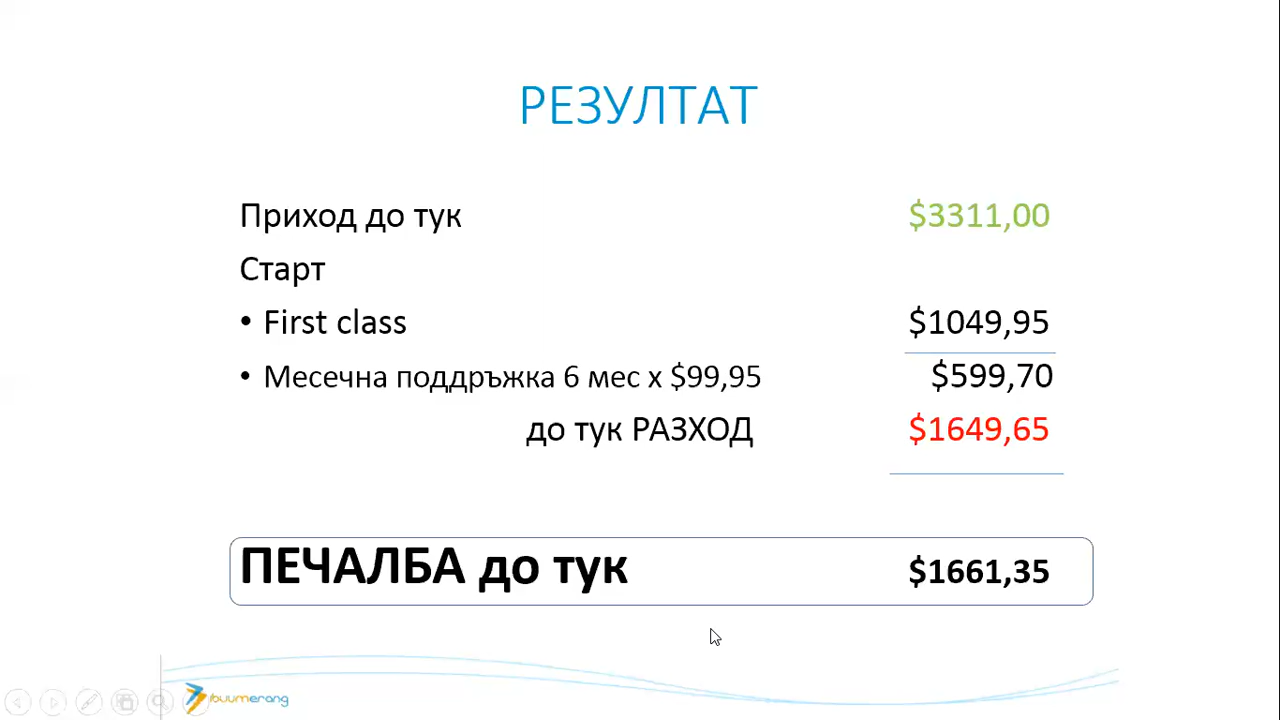 РЕЗУЛТАТ
Приход до тук $3311,00
Старт
• First class $1049,95
• Месечна поддръжка 6 мес х $99,95 $599,70
до тук РАЗХОД $1649,65
ПЕЧАЛБА до тук $1661,35
ibuumerang